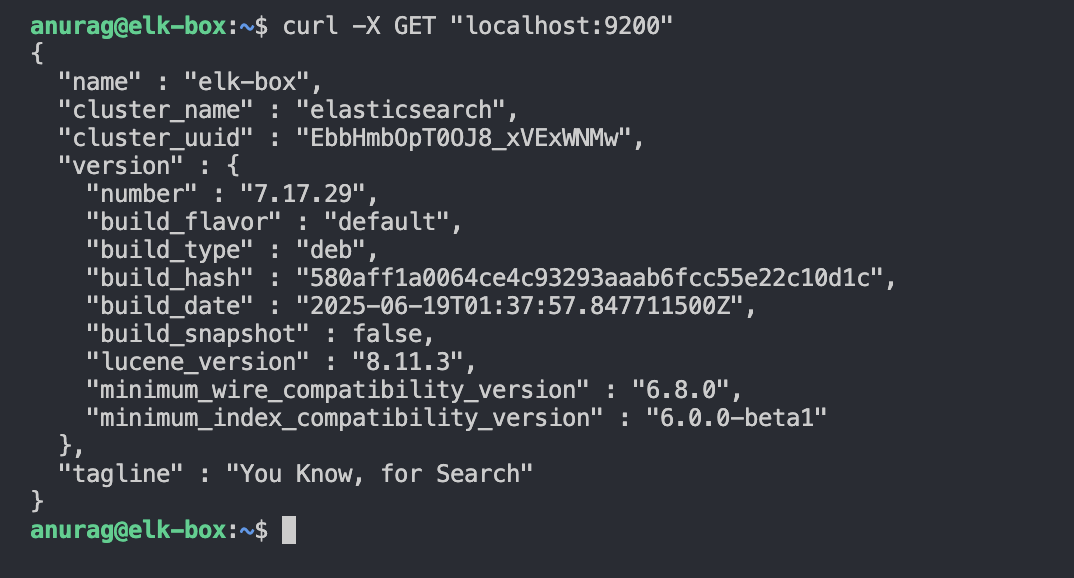 anurag@elk-box:~$ curl -X GET "localhost:9200"
{
  "name" : "elk-box",
  "cluster_name" : "elasticsearch",
  "cluster_uuid" : "EbbHmbOpT0OJ8_xVExWNMw",
  "version" : {
    "number" : "7.17.29",
    "build_flavor" : "default",
    "build_type" : "deb",
    "build_hash" : "580aff1a0064ce4c93293aaab6fcc55e22c10d1c",
    "build_date" : "2025-06-19T01:37:57.847711500Z",
    "build_snapshot" : false,
    "lucene_version" : "8.11.3",
    "minimum_wire_compatibility_version" : "6.8.0",
    "minimum_index_compatibility_version" : "6.0.0-beta1"
  },
  "tagline" : "You Know, for Search"
}
anurag@elk-box:~$